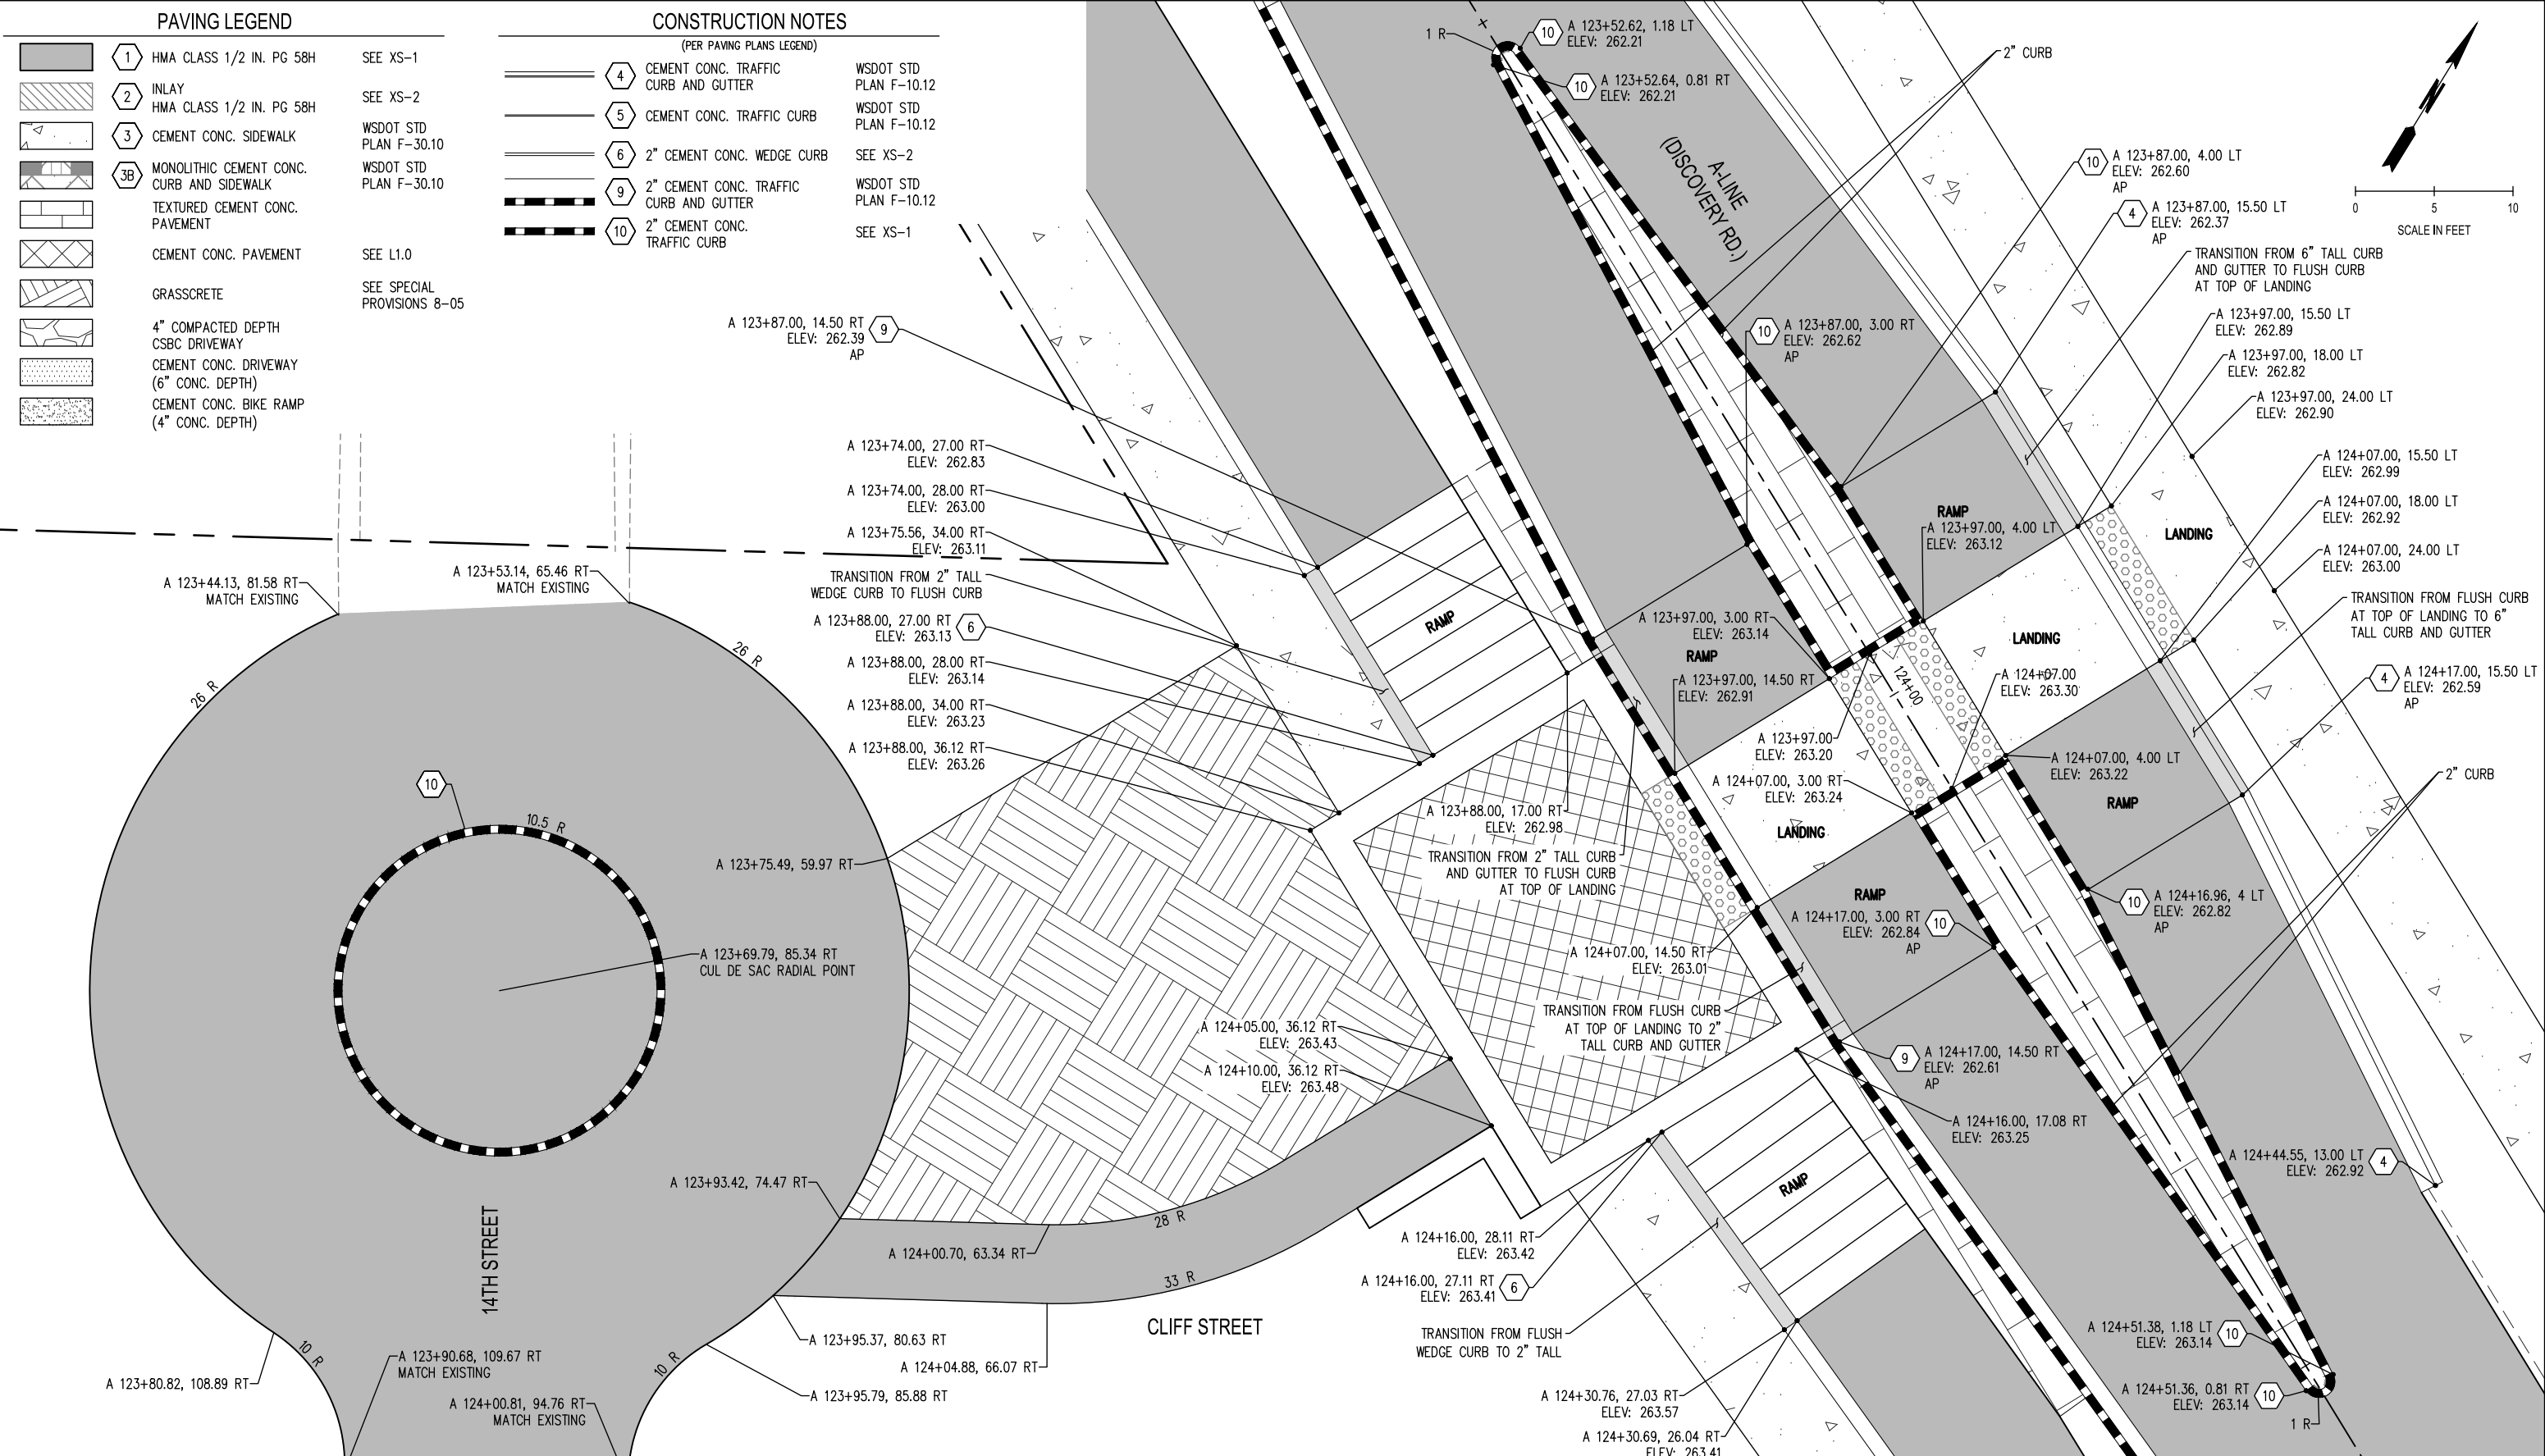 PAVING LEGEND
1 HMA CLASS 1/2 IN. PG 58H SEE XS-1
2 INLAY
HMA CLASS 1/2 IN. PG 58H SEE XS-2
3 CEMENT CONC. SIDEWALK WSDOT STD
PLAN F-30.10
3B MONOLITHIC CEMENT CONC. WSDOT STD
CURB AND SIDEWALK PLAN F-30.10
TEXTURED CEMENT CONC.
PAVEMENT
CEMENT CONC. PAVEMENT SEE L1.0
GRASSCRETE SEE SPECIAL
PROVISIONS 8-05
4" COMPACTED DEPTH
CSBC DRIVEWAY
CEMENT CONC. DRIVEWAY
(6" CONC. DEPTH)
CEMENT CONC. BIKE RAMP
(4" CONC. DEPTH)
CONSTRUCTION NOTES
(PER PAVING PLANS LEGEND)
4 CEMENT CONC. TRAFFIC WSDOT STD
CURB AND GUTTER PLAN F-10.12
5 CEMENT CONC. TRAFFIC CURB WSDOT STD
PLAN F-10.12
6 2" CEMENT CONC. WEDGE CURB SEE XS-2
9 2" CEMENT CONC. TRAFFIC WSDOT STD
CURB AND GUTTER PLAN F-10.12
10 2" CEMENT CONC. SEE XS-1
TRAFFIC CURB
1 R
10 A 123+52.62, 1.18 LT
ELEV: 262.21
10 A 123+52.64, 0.81 RT
ELEV: 262.21
2" CURB
A-LINE
(DISCOVERY RD.)
0 5 10
SCALE IN FEET
10 A 123+87.00, 4.00 LT
ELEV: 262.60
AP
4 A 123+87.00, 15.50 LT
ELEV: 262.37
AP
TRANSITION FROM 6" TALL CURB
AND GUTTER TO FLUSH CURB
AT TOP OF LANDING
A 123+97.00, 15.50 LT
ELEV: 262.89
A 123+97.00, 18.00 LT
ELEV: 262.82
A 123+97.00, 24.00 LT
ELEV: 262.90
A 124+07.00, 15.50 LT
ELEV: 262.99
A 124+07.00, 18.00 LT
ELEV: 262.92
A 124+07.00, 24.00 LT
ELEV: 263.00
TRANSITION FROM FLUSH CURB
AT TOP OF LANDING TO 6"
TALL CURB AND GUTTER
4 A 124+17.00, 15.50 LT
ELEV: 262.59
AP
2" CURB
A 123+87.00, 14.50 RT 9
ELEV: 262.39
AP
10 A 123+87.00, 3.00 RT
ELEV: 262.62
AP
A 123+74.00, 27.00 RT
ELEV: 262.83
A 123+74.00, 28.00 RT
ELEV: 263.00
A 123+75.56, 34.00 RT
ELEV: 263.11
TRANSITION FROM 2" TALL
WEDGE CURB TO FLUSH CURB
A 123+88.00, 27.00 RT 6
ELEV: 263.13
A 123+88.00, 28.00 RT
ELEV: 263.14
A 123+88.00, 34.00 RT
ELEV: 263.23
A 123+88.00, 36.12 RT
ELEV: 263.26
RAMP
RAMP
A 123+97.00, 4.00 LT
ELEV: 263.12
LANDING
LANDING
A 123+97.00, 3.00 RT
ELEV: 263.14
RAMP
A 123+97.00, 14.50 RT
ELEV: 262.91
124+00
A 124+07.00
ELEV: 263.30
A 123+97.00
ELEV: 263.20
A 124+07.00, 3.00 RT
ELEV: 263.24
A 124+07.00, 4.00 LT
ELEV: 263.22
RAMP
LANDING
A 123+88.00, 17.00 RT
ELEV: 262.98
TRANSITION FROM 2" TALL CURB
AND GUTTER TO FLUSH CURB
AT TOP OF LANDING
RAMP
A 124+17.00, 3.00 RT 10
ELEV: 262.84
AP
10 A 124+16.96, 4 LT
ELEV: 262.82
AP
A 124+07.00, 14.50 RT
ELEV: 263.01
TRANSITION FROM FLUSH CURB
AT TOP OF LANDING TO 2"
TALL CURB AND GUTTER
9 A 124+17.00, 14.50 RT
ELEV: 262.61
AP
A 124+16.00, 17.08 RT
ELEV: 263.25
A 124+44.55, 13.00 LT 4
ELEV: 262.92
A 124+51.38, 1.18 LT 10
ELEV: 263.14
A 124+51.36, 0.81 RT 10
ELEV: 263.14
1 R
A 123+44.13, 81.58 RT
MATCH EXISTING
A 123+53.14, 65.46 RT
MATCH EXISTING
26 R
26 R
10
10.5 R
A 123+75.49, 59.97 RT
A 123+69.79, 85.34 RT
CUL DE SAC RADIAL POINT
A 124+05.00, 36.12 RT
ELEV: 263.43
A 124+10.00, 36.12 RT
ELEV: 263.48
A 123+93.42, 74.47 RT
14TH STREET
A 124+00.70, 63.34 RT
28 R
33 R
CLIFF STREET
A 124+16.00, 28.11 RT
ELEV: 263.42
A 124+16.00, 27.11 RT 6
ELEV: 263.41
RAMP
TRANSITION FROM FLUSH
WEDGE CURB TO 2" TALL
A 124+30.76, 27.03 RT
ELEV: 263.57
A 124+30.69, 26.04 RT
ELEV: 263.41
A 123+95.37, 80.63 RT
A 124+04.88, 66.07 RT
A 123+95.79, 85.88 RT
10 R
10 R
A 123+80.82, 108.89 RT
A 123+90.68, 109.67 RT
MATCH EXISTING
A 124+00.81, 94.76 RT
MATCH EXISTING